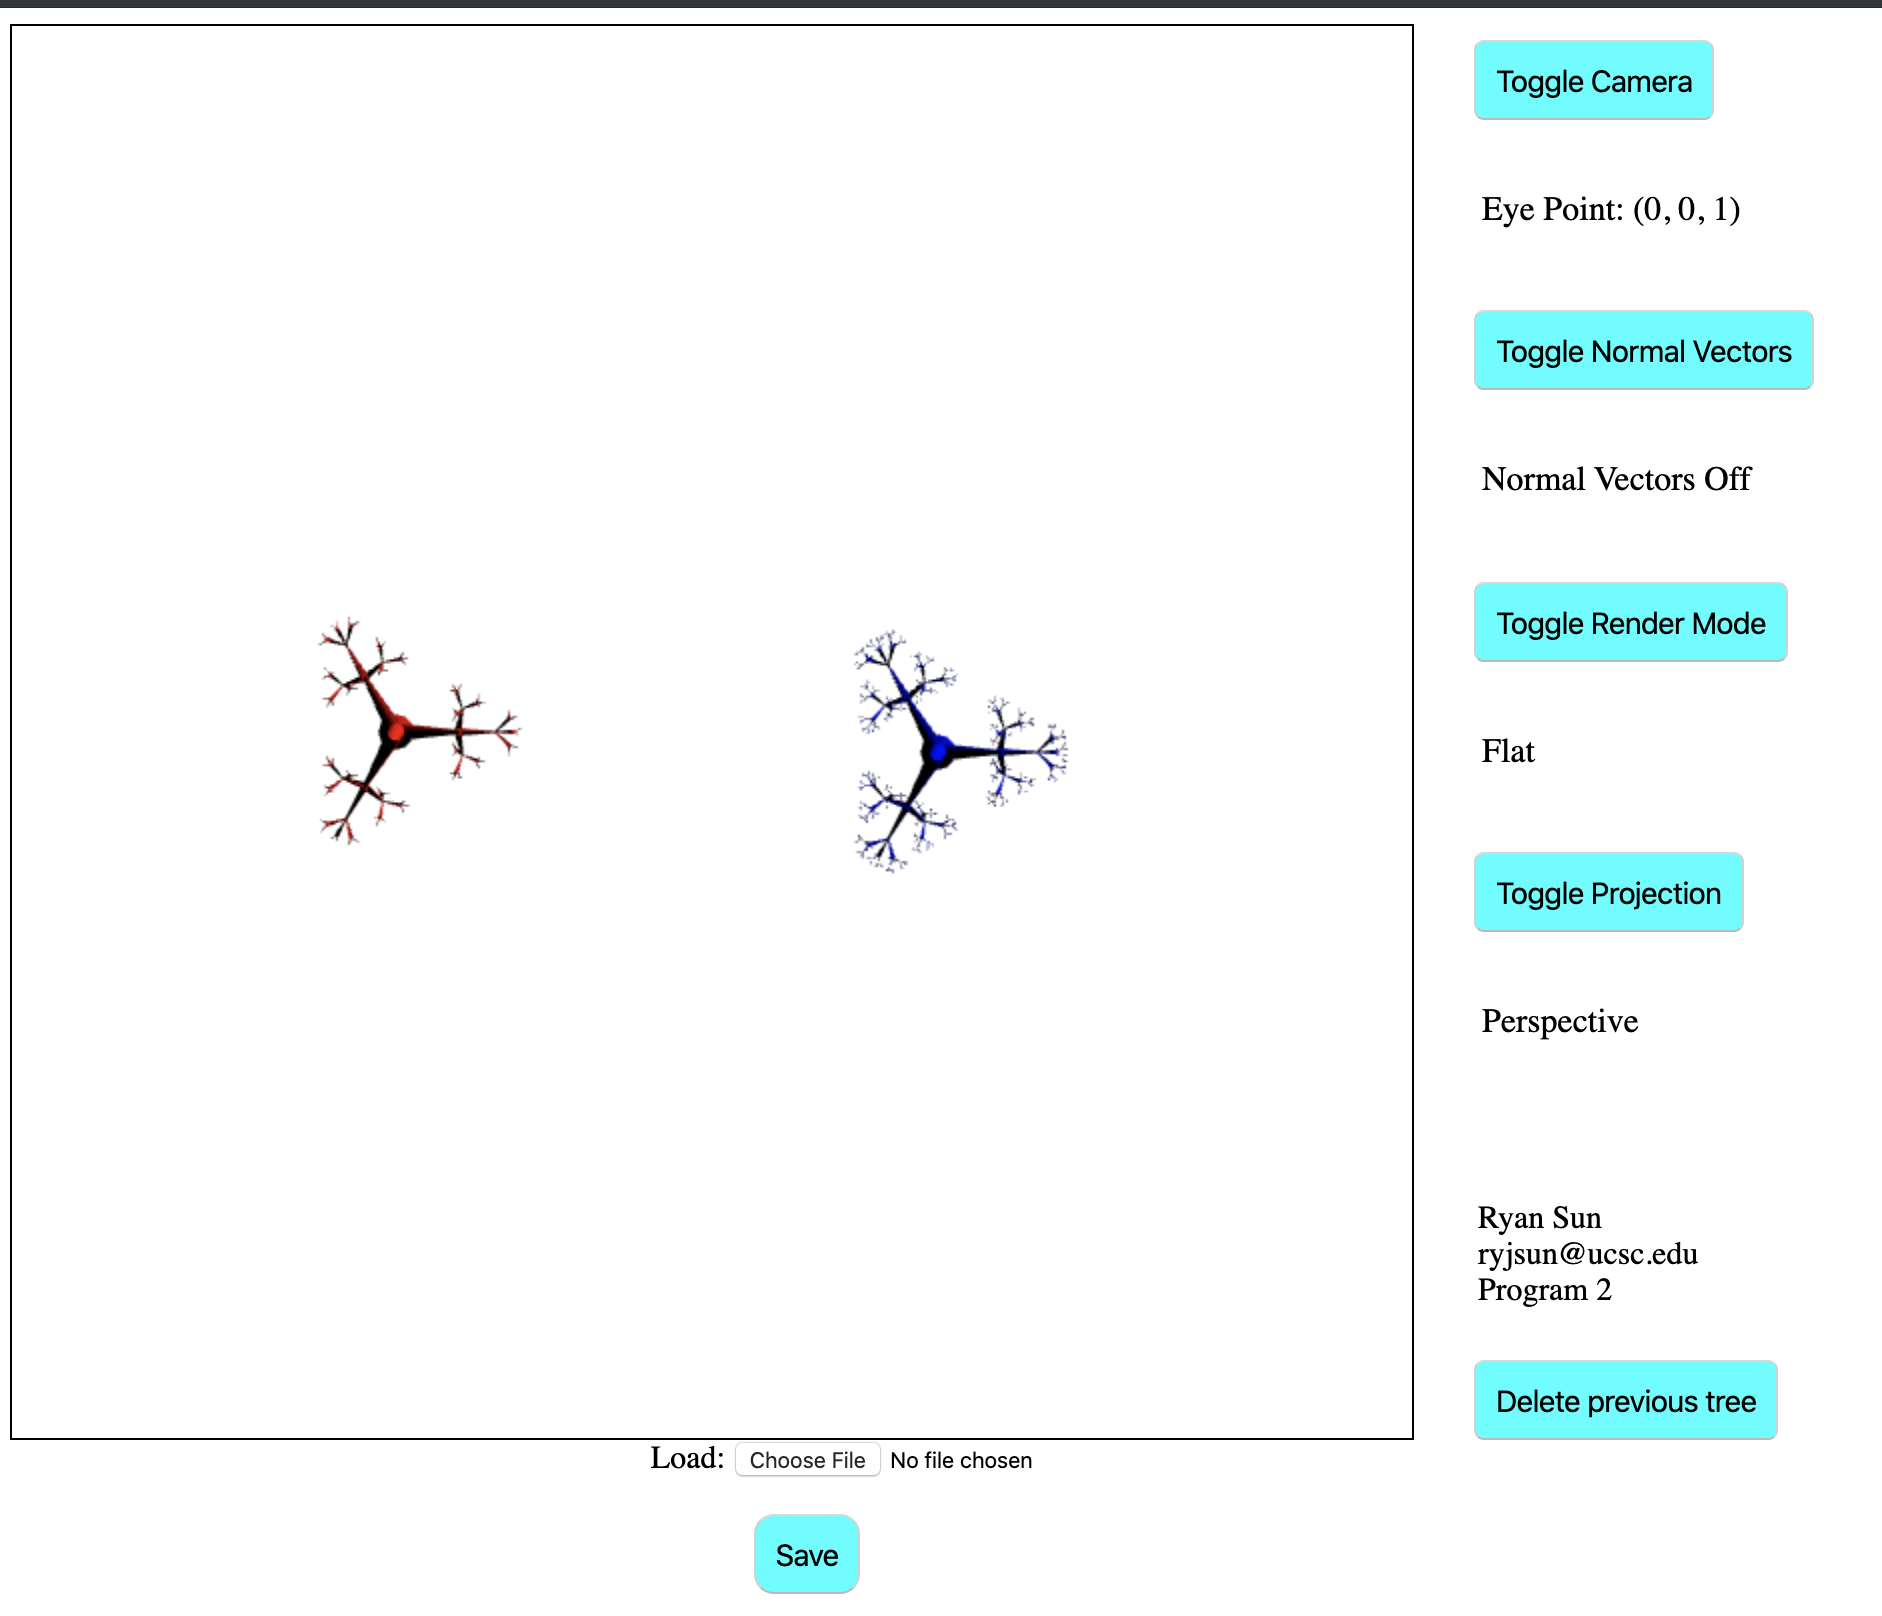 Toggle Camera
Eye Point: (0, 0, 1)
Toggle Normal Vectors
Normal Vectors Off
Toggle Render Mode
Flat
Toggle Projection
Perspective
Ryan Sun
ryjsun@ucsc.edu
Program 2
Delete previous tree
Load: Choose File No file chosen
Save